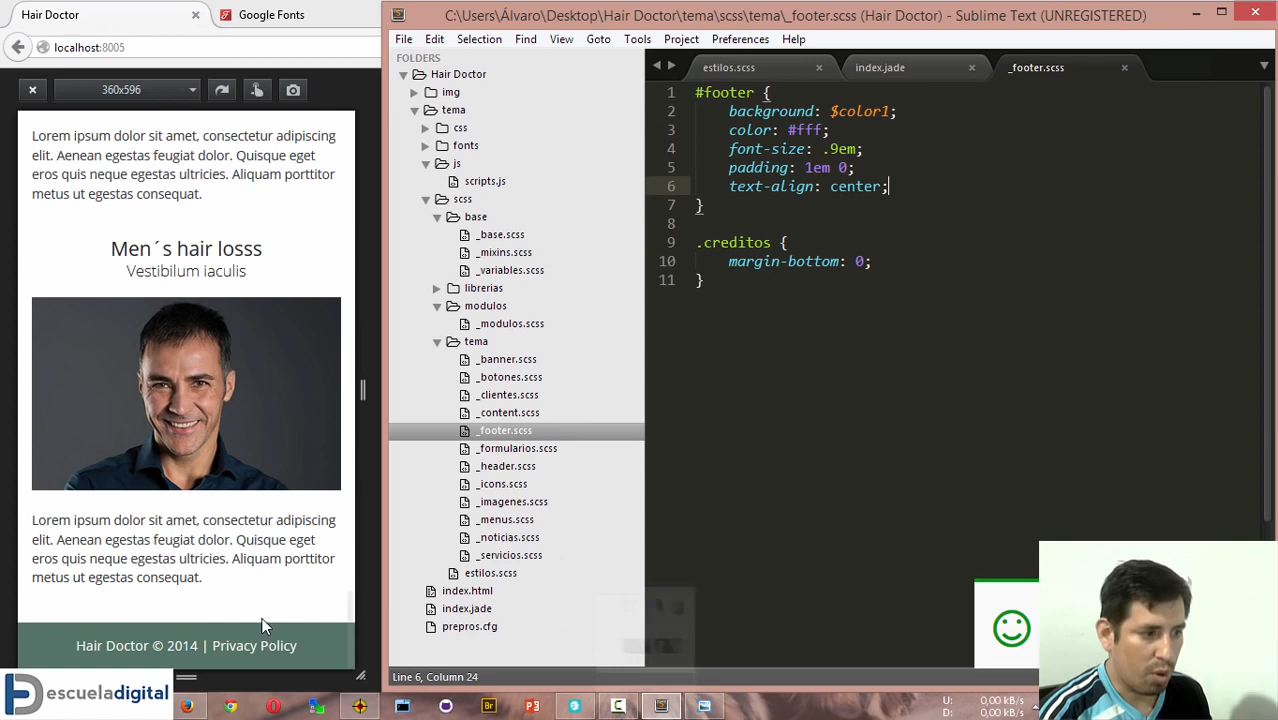 Hair Doctor
Google Fonts
C:\Users\Álvaro\Desktop\Hair Doctor\tema\scss\tema\_footer.scss (Hair Doctor) - Sublime Text (UNREGISTERED)
localhost:8005
File Edit Selection Find View Goto Tools Project Preferences Help
360x596
Lorem ipsum dolor sit amet, consectetur adipiscing
elit. Aenean egestas feugiat dolor. Quisque eget
eros quis neque egestas ultricies. Aliquam porttitor
metus ut egestas consequat.
Men´s hair losss
Vestibulum iaculis
Lorem ipsum dolor sit amet, consectetur adipiscing
elit. Aenean egestas feugiat dolor. Quisque eget
eros quis neque egestas ultricies. Aliquam porttitor
metus ut egestas consequat.
Hair Doctor © 2014 | Privacy Policy
FOLDERS
Hair Doctor
img
tema
css
fonts
js
scripts.js
scss
base
_base.scss
_mixins.scss
_variables.scss
librerias
modulos
_modulos.scss
tema
_banner.scss
_botones.scss
_clientes.scss
_content.scss
_footer.scss
_formularios.scss
_header.scss
_icons.scss
_imagenes.scss
_menus.scss
_noticias.scss
_servicios.scss
estilos.scss
index.html
index.jade
prepros.cfg
estilos.scss
index.jade
_footer.scss
1 #footer {
2 background: $color1;
3 color: #fff;
4 font-size: .9em;
5 padding: 1em 0;
6 text-align: center;
7 }
8
9 .creditos {
10 margin-bottom: 0;
11 }
Line 6, Column 24
escueladigital
U: 0,00 kB/s
D: 0,00 kB/s